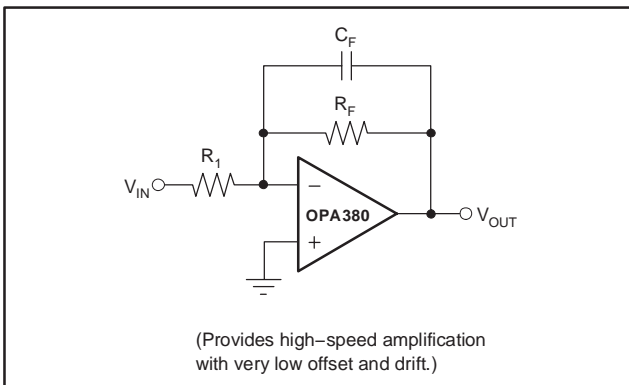 C_F
R_F
R_1
V_IN
−
OPA380
+
V_OUT
(Provides high−speed amplification
with very low offset and drift.)